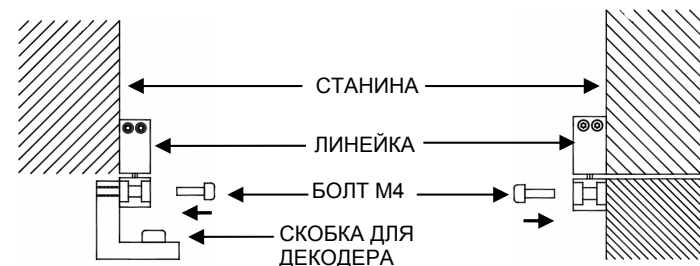 СТАНИНА
ЛИНЕЙКА
БОЛТ М4
СКОБКА ДЛЯ
ДЕКОДЕРА